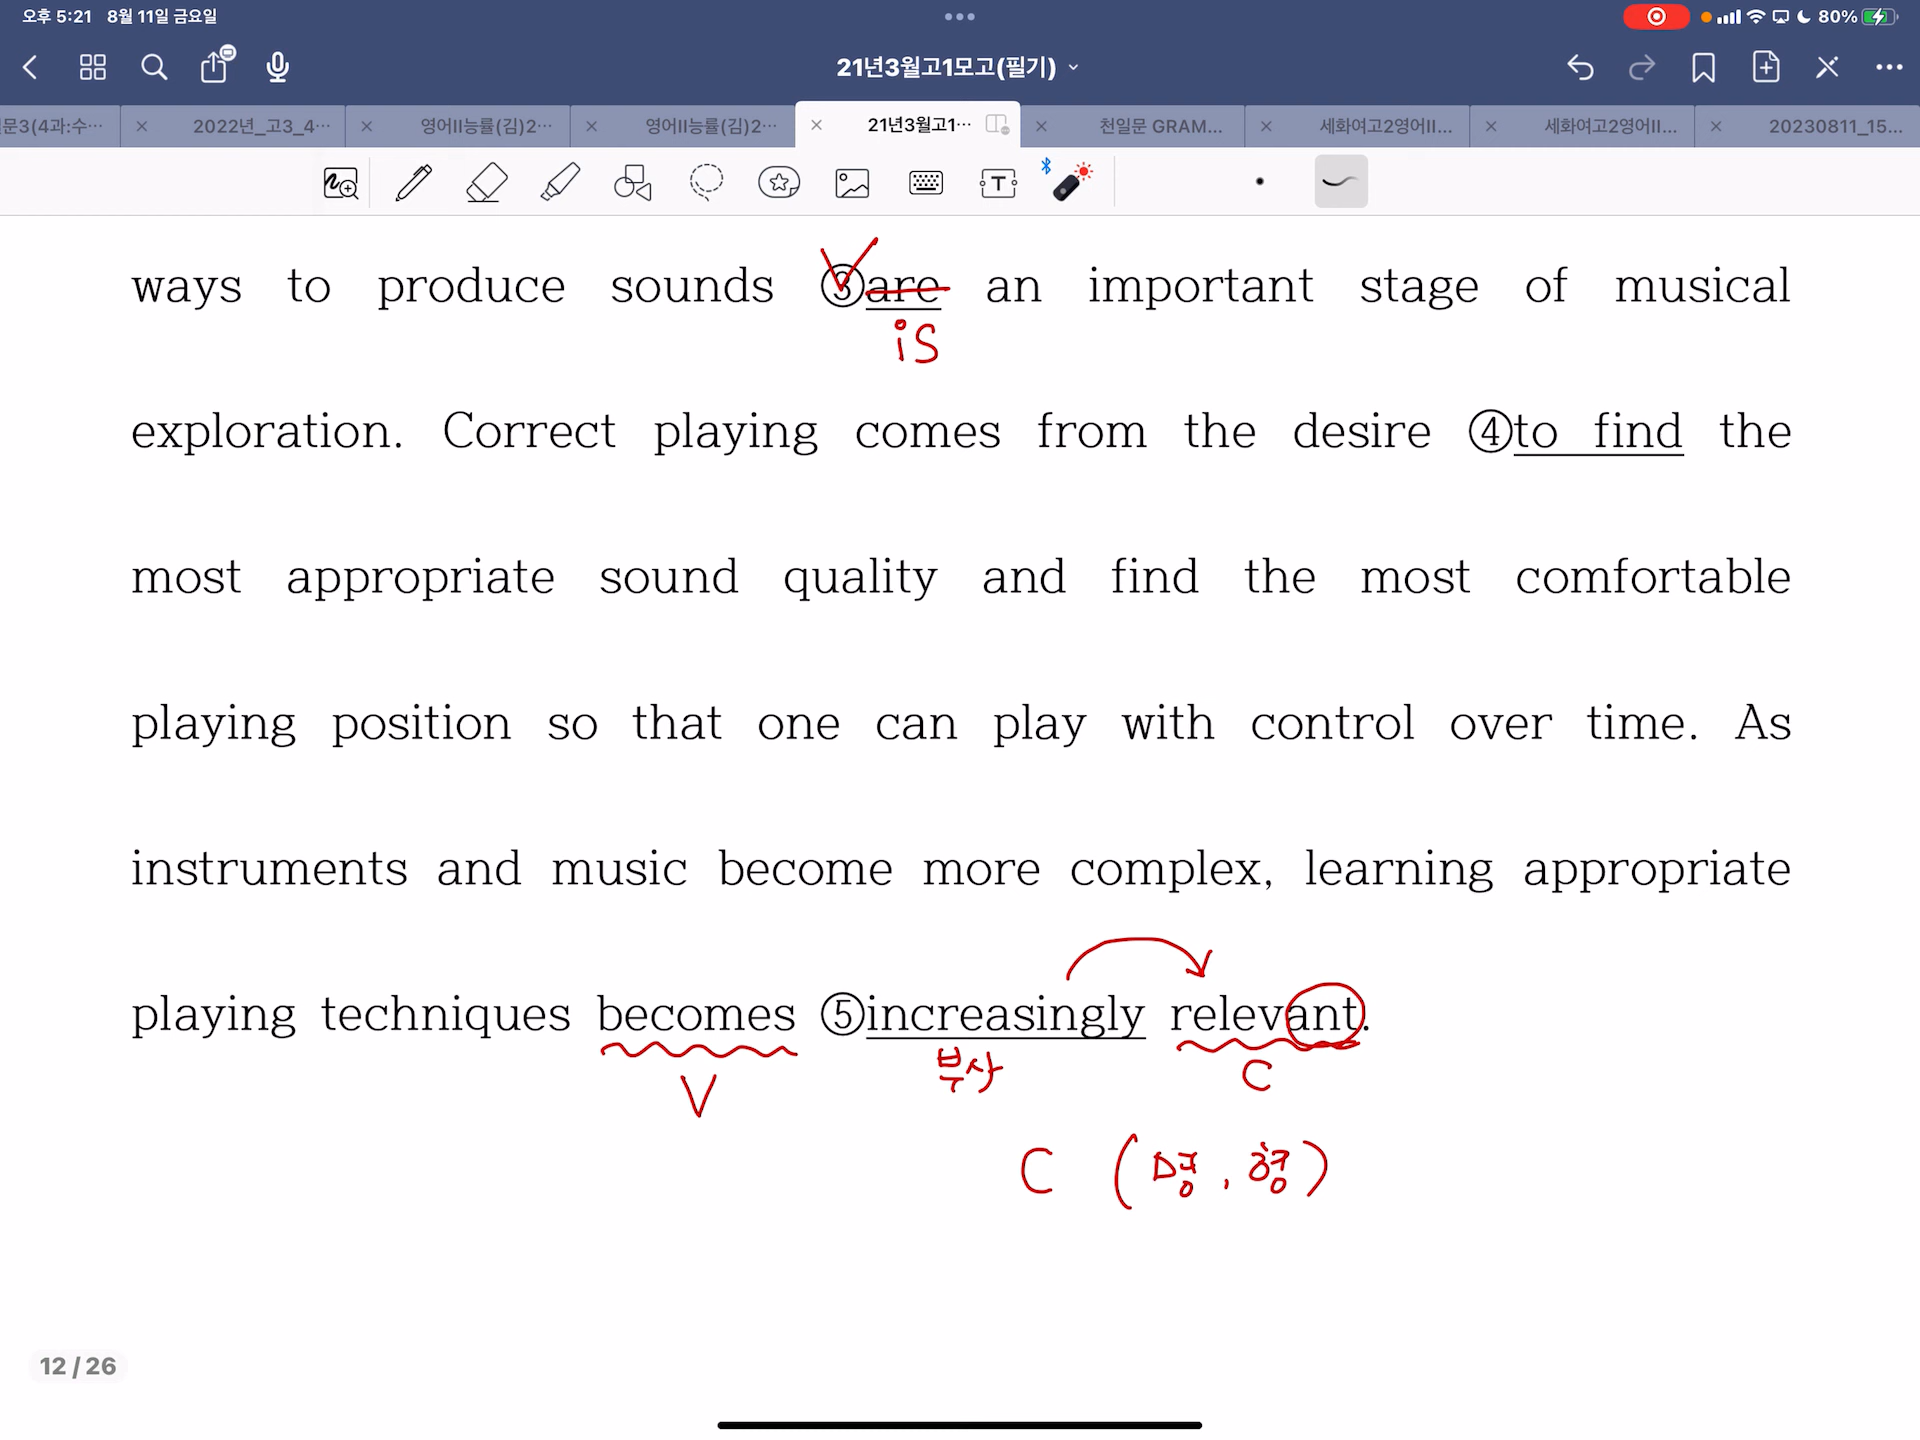 오후 5:21 8월 11일 금요일
80%
21년3월고1모고(필기)
문3(4과:수… 2022년_고3_4… 영어II능률(김)2… 영어II능률(김)2… 21년3월고1… 천일문 GRAM… 세화여고2영어II… 세화여고2영어II… 20230811_15…
ways to produce sounds ③are an important stage of musical
is
exploration. Correct playing comes from the desire ④to find the
most appropriate sound quality and find the most comfortable
playing position so that one can play with control over time. As
instruments and music become more complex, learning appropriate
playing techniques becomes ⑤increasingly relevant.
V 부사 C
C (명, 형)
12 / 26